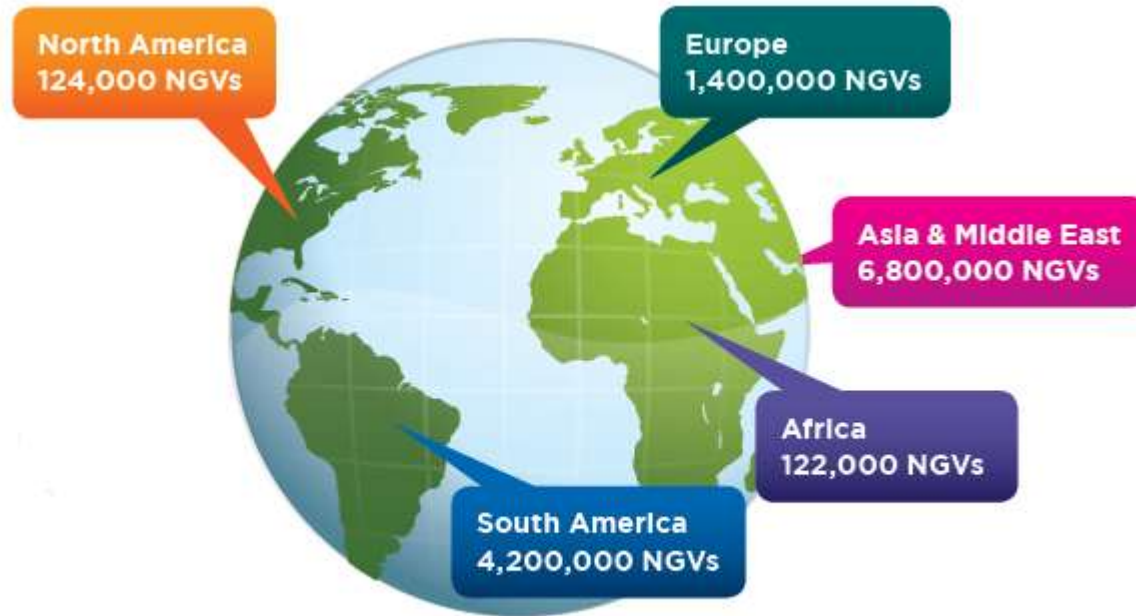 North America
124,000 NGVs
Europe
1,400,000 NGVs
Asia & Middle East
6,800,000 NGVs
Africa
122,000 NGVs
South America
4,200,000 NGVs